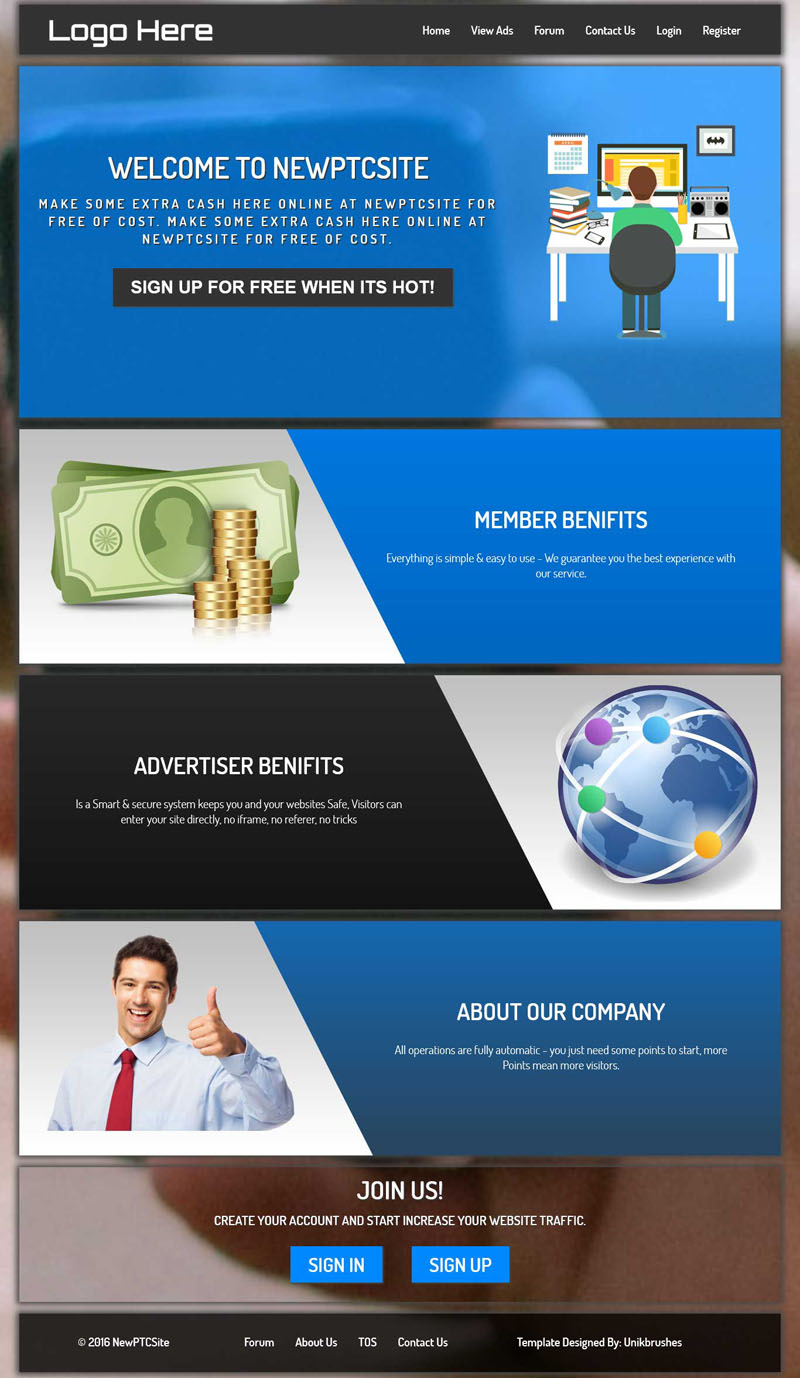 Logo Here
Home View Ads Forum Contact Us Login Register
WELCOME TO NEWPTCSITE
MAKE SOME EXTRA CASH HERE ONLINE AT NEWPTCSITE FOR
FREE OF COST. MAKE SOME EXTRA CASH HERE ONLINE AT
NEWPTCSITE FOR FREE OF COST.
SIGN UP FOR FREE WHEN ITS HOT!
MEMBER BENIFITS
Everything is simple & easy to use - We guarantee you the best experience with
our service.
ADVERTISER BENIFITS
Is a Smart & secure system keeps you and your websites Safe, Visitors can
enter your site directly, no iframe, no referer, no tricks
ABOUT OUR COMPANY
All operations are fully automatic - you just need some points to start, more
Points mean more visitors.
JOIN US!
CREATE YOUR ACCOUNT AND START INCREASE YOUR WEBSITE TRAFFIC.
SIGN IN SIGN UP
© 2016 NewPTCSite Forum About Us TOS Contact Us Template Designed By: Unikbrushes